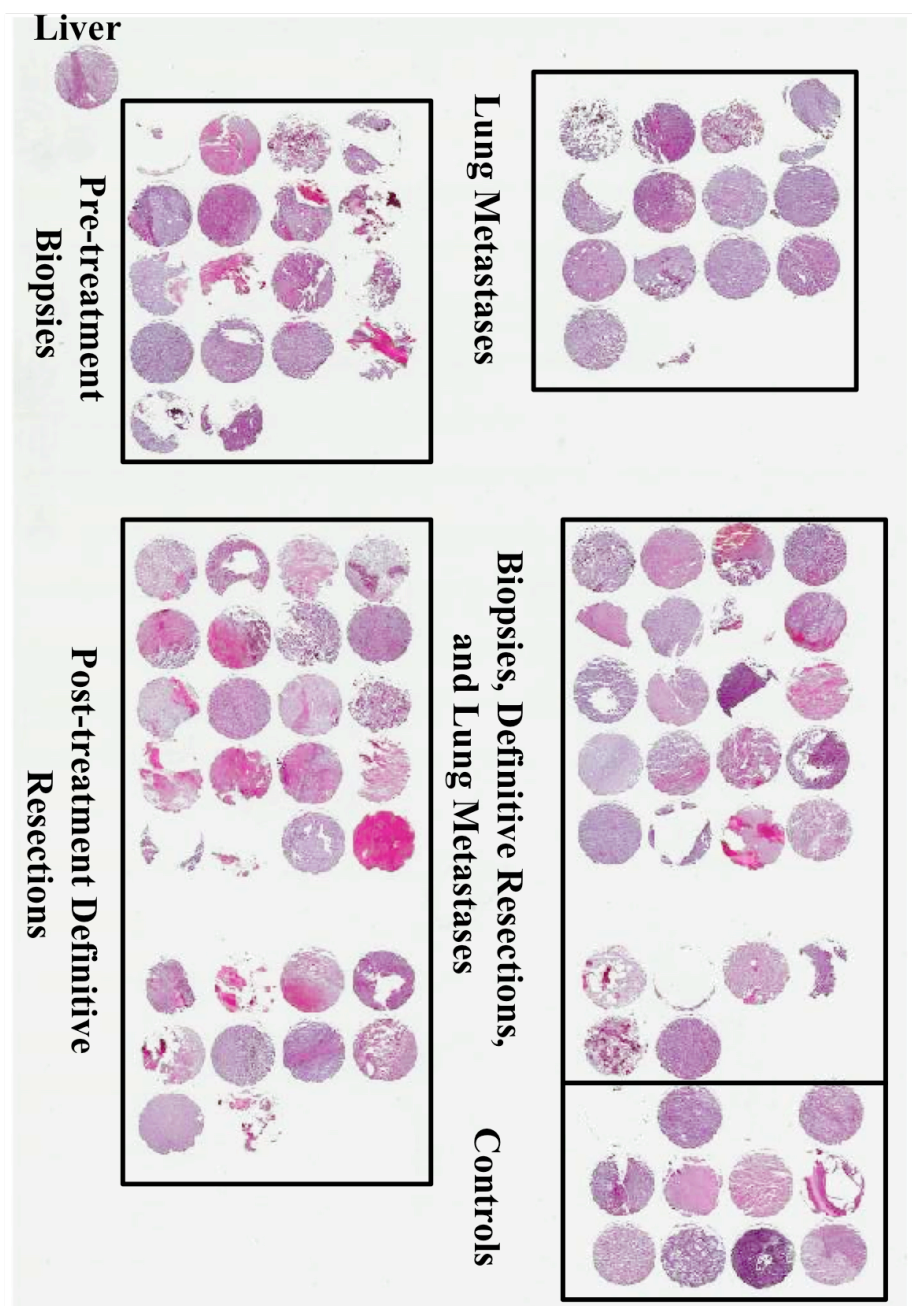 Liver
Pre-treatment
Biopsies
Lung Metastases
Post-treatment Definitive
Resections
Biopsies, Definitive Resections,
and Lung Metastases
Controls